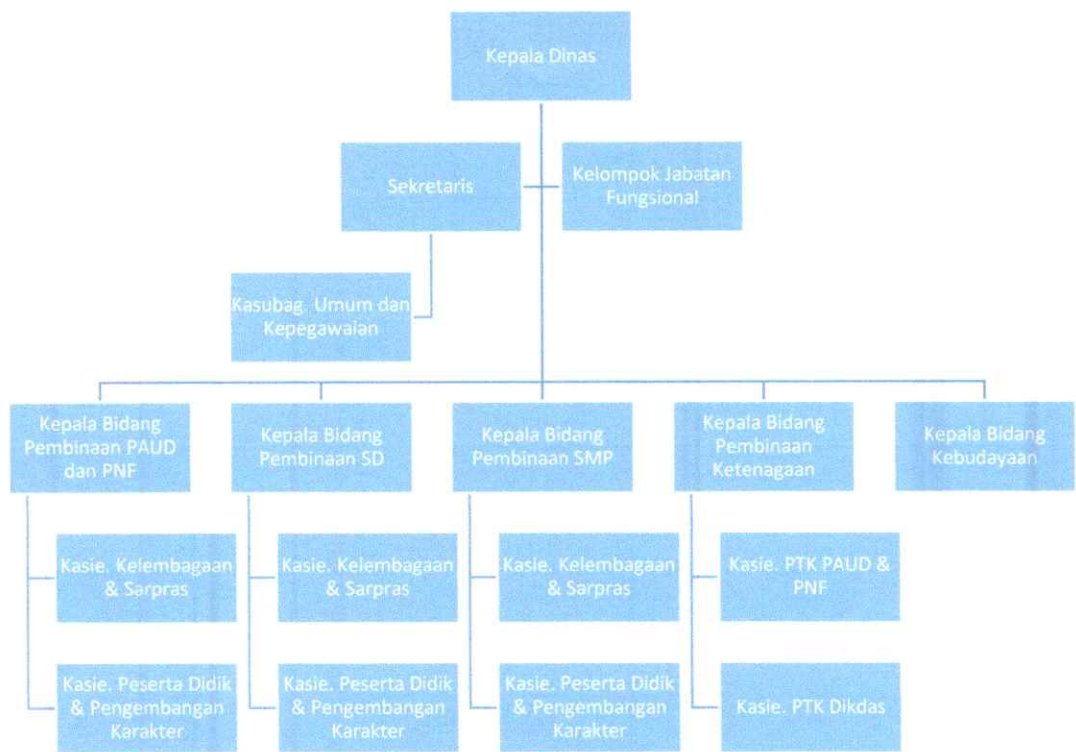 Kepala Dinas
Sekretaris
Kelompok Jabatan
Fungsional
Kasubag. Umum dan
Kepegawaian
Kepala Bidang
Pembinaan PAUD
dan PNF
Kepala Bidang
Pembinaan SD
Kepala Bidang
Pembinaan SMP
Kepala Bidang
Pembinaan
Ketenagaan
Kepala Bidang
Kebudayaan
Kasie. Kelembagaan
& Sarpras
Kasie. Kelembagaan
& Sarpras
Kasie. Kelembagaan
& Sarpras
Kasie. PTK PAUD &
PNF
Kasie. Peserta Didik
& Pengembangan
Karakter
Kasie. Peserta Didik
& Pengembangan
Karakter
Kasie. Peserta Didik
& Pengembangan
Karakter
Kasie. PTK Dikdas